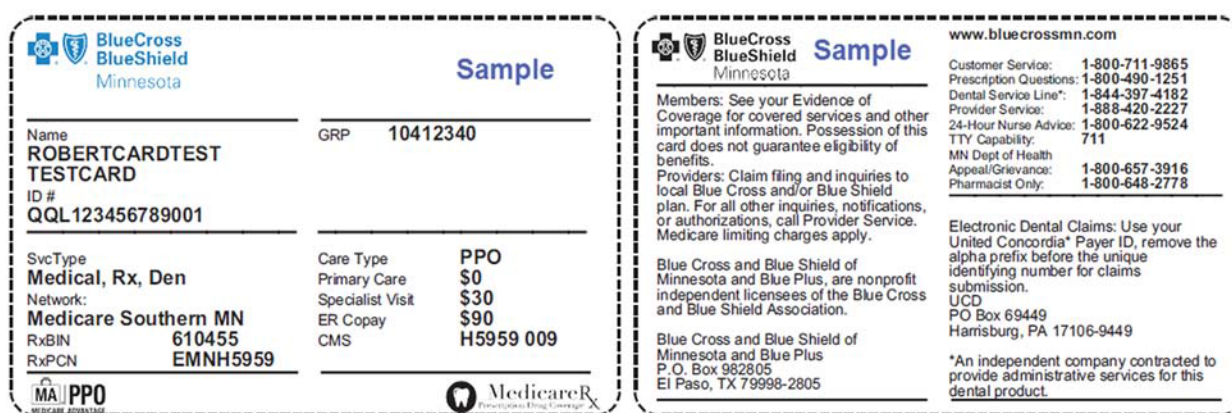 BlueCross
BlueShield
Minnesota
Sample
Name
ROBERTCARDTEST
TESTCARD
ID #
QQL123456789001
GRP 10412340
SvcType
Medical, Rx, Den
Network:
Medicare Southern MN
RxBIN 610455
RxPCN EMNH5959
Care Type PPO
Primary Care $0
Specialist Visit $30
ER Copay $90
CMS H5959 009
MA PPO
MEDICARE ADVANTAGE
MedicareRx
Prescription Drug Coverage
BlueCross
BlueShield
Minnesota
Sample
Members: See your Evidence of
Coverage for covered services and other
important information. Possession of this
card does not guarantee eligibility of
benefits.
Providers: Claim filing and inquiries to
local Blue Cross and/or Blue Shield
plan. For all other inquiries, notifications,
or authorizations, call Provider Service.
Medicare limiting charges apply.
Blue Cross and Blue Shield of
Minnesota and Blue Plus, are nonprofit
independent licensees of the Blue Cross
and Blue Shield Association.
Blue Cross and Blue Shield of
Minnesota and Blue Plus
P.O. Box 982805
El Paso, TX 79998-2805
www.bluecrossmn.com
Customer Service: 1-800-711-9865
Prescription Questions: 1-800-490-1251
Dental Service Line*: 1-844-397-4182
Provider Service: 1-888-420-2227
24-Hour Nurse Advice: 1-800-622-9524
TTY Capability: 711
MN Dept of Health
Appeal/Grievance: 1-800-657-3916
Pharmacist Only: 1-800-648-2778
Electronic Dental Claims: Use your
United Concordia* Payer ID, remove the
alpha prefix before the unique
identifying number for claims
submission.
UCD
PO Box 69449
Harrisburg, PA 17106-9449
*An independent company contracted to
provide administrative services for this
dental product.